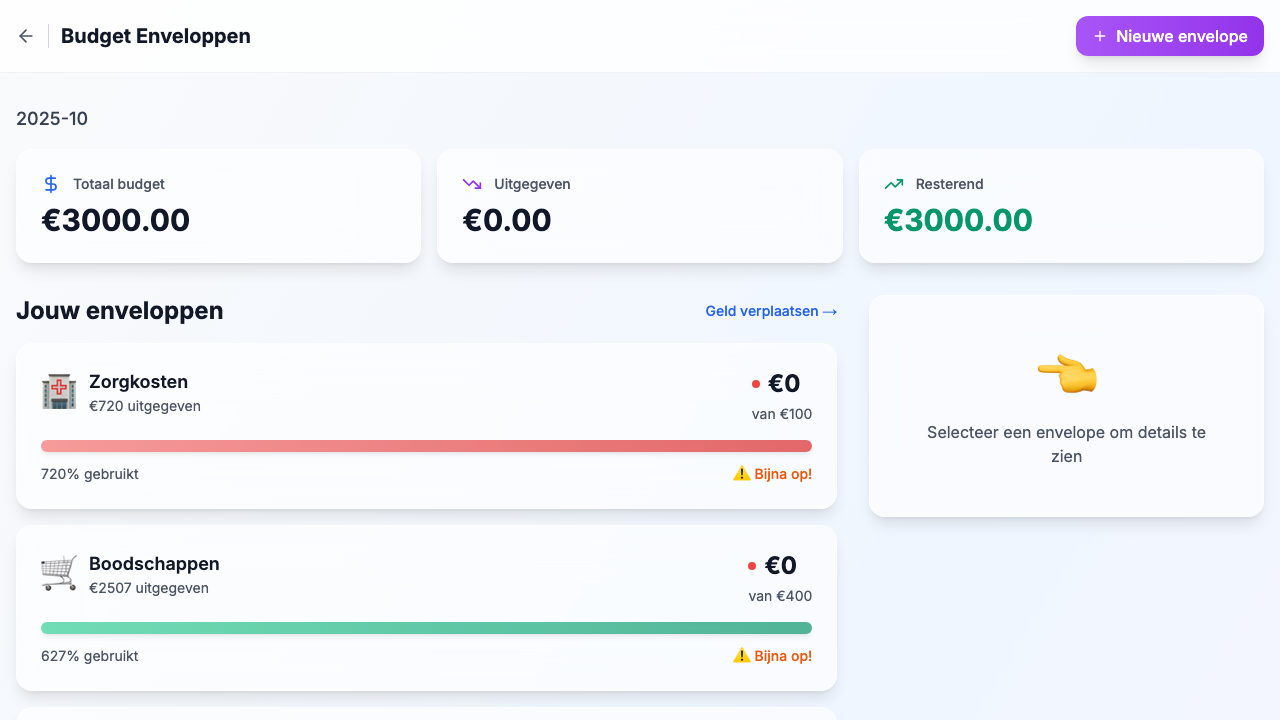 Budget Enveloppen
+ Nieuwe envelope
2025-10
Totaal budget
€3000.00
Uitgegeven
€0.00
Resterend
€3000.00
Jouw enveloppen
Geld verplaatsen →
Zorgkosten
€720 uitgegeven
€0
van €100
720% gebruikt
⚠️ Bijna op!
Boodschappen
€2507 uitgegeven
€0
van €400
627% gebruikt
⚠️ Bijna op!
Selecteer een envelope om details te
zien